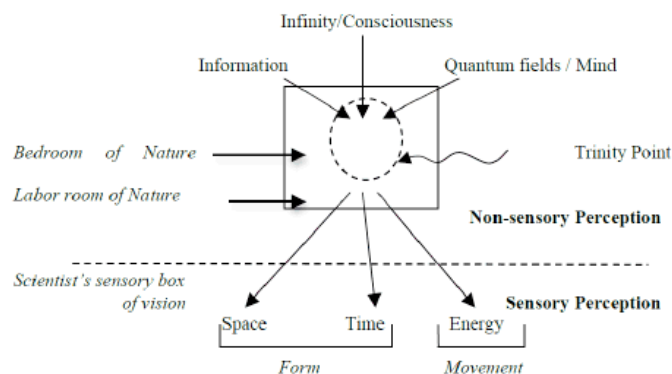 Infinity/Consciousness
Information
Quantum fields / Mind
Bedroom of Nature
Trinity Point
Labor room of Nature
Non-sensory Perception
Scientist's sensory box
of vision
Sensory Perception
Space
Time
Energy
Form
Movement